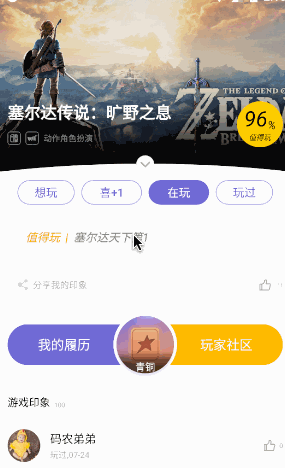 THE LEGEND OF
ZELDA
塞尔达传说：旷野之息
96%
值得玩
动作角色扮演
想玩
喜+1
在玩
玩过
值得玩 | 塞尔达天下第1
分享我的印象
我的履历
玩家社区
青铜
游戏印象 100
码农弟弟
玩过,07-24
0